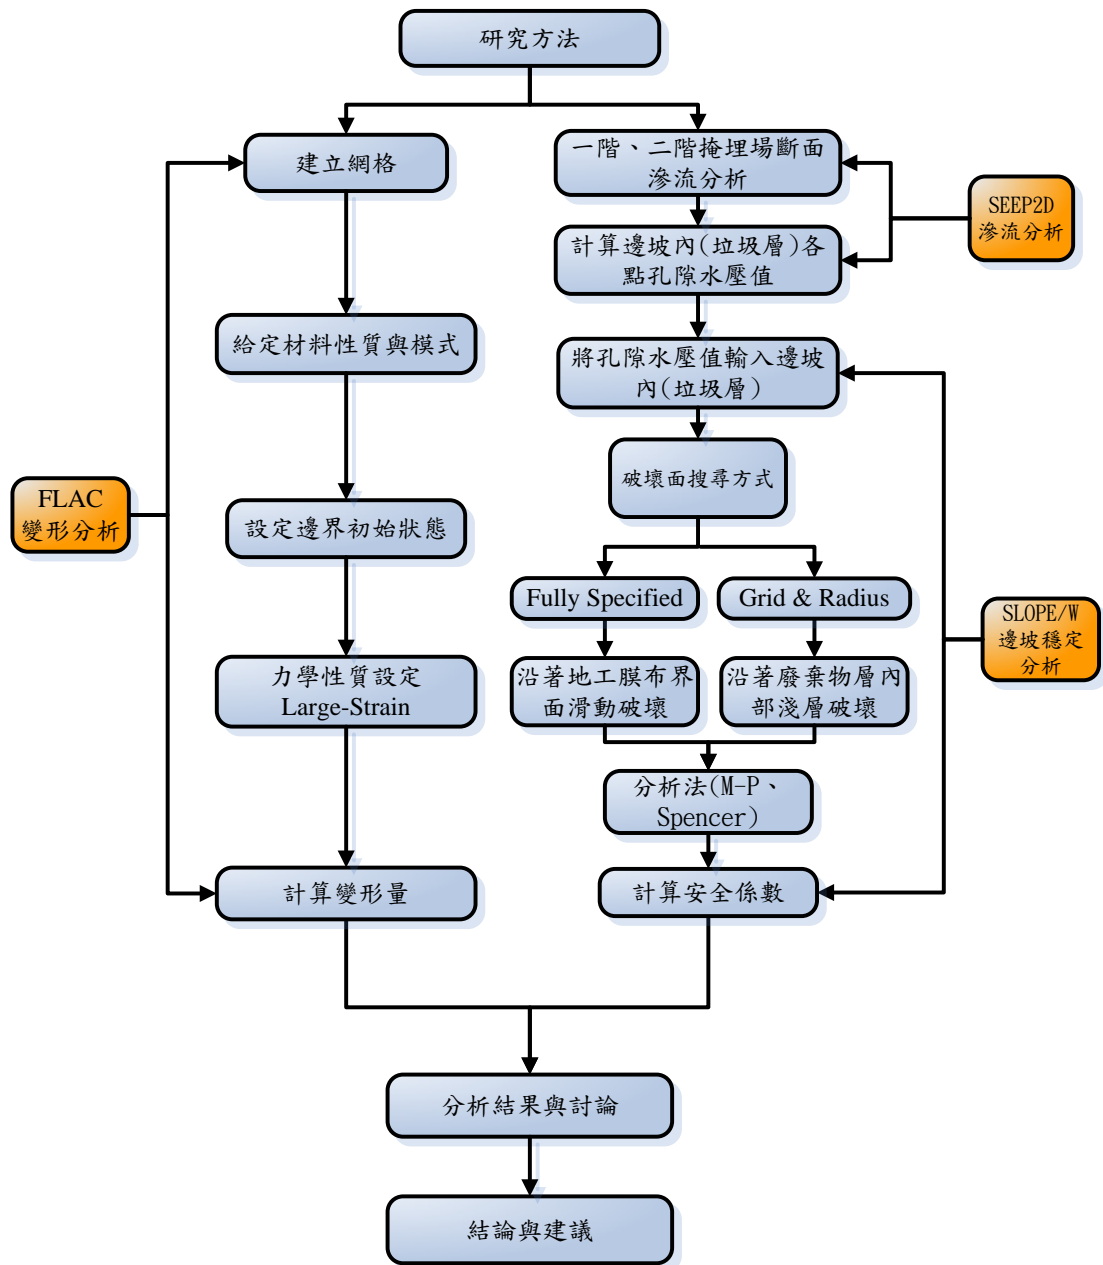 研究方法
建立網格
一階、二階掩埋場斷面
滲流分析
SEEP2D
滲流分析
計算邊坡內(垃圾層)各
點孔隙水壓值
給定材料性質與模式
將孔隙水壓值輸入邊坡
內(垃圾層)
破壞面搜尋方式
FLAC
變形分析
設定邊界初始狀態
Fully Specified
Grid & Radius
SLOPE/W
邊坡穩定
分析
力學性質設定
Large-Strain
沿著地工膜布界
面滑動破壞
沿著廢棄物層內
部淺層破壞
分析法(M-P、
Spencer)
計算變形量
計算安全係數
分析結果與討論
結論與建議